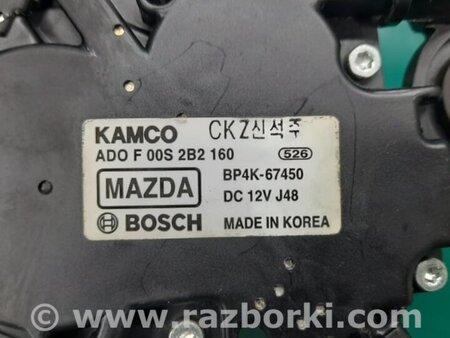 KAMCO CKZ신석주
ADO F 00S 2B2 160 526
MAZDA BP4K-67450
DC 12V J48
BOSCH MADE IN KOREA
© www.razborki.com